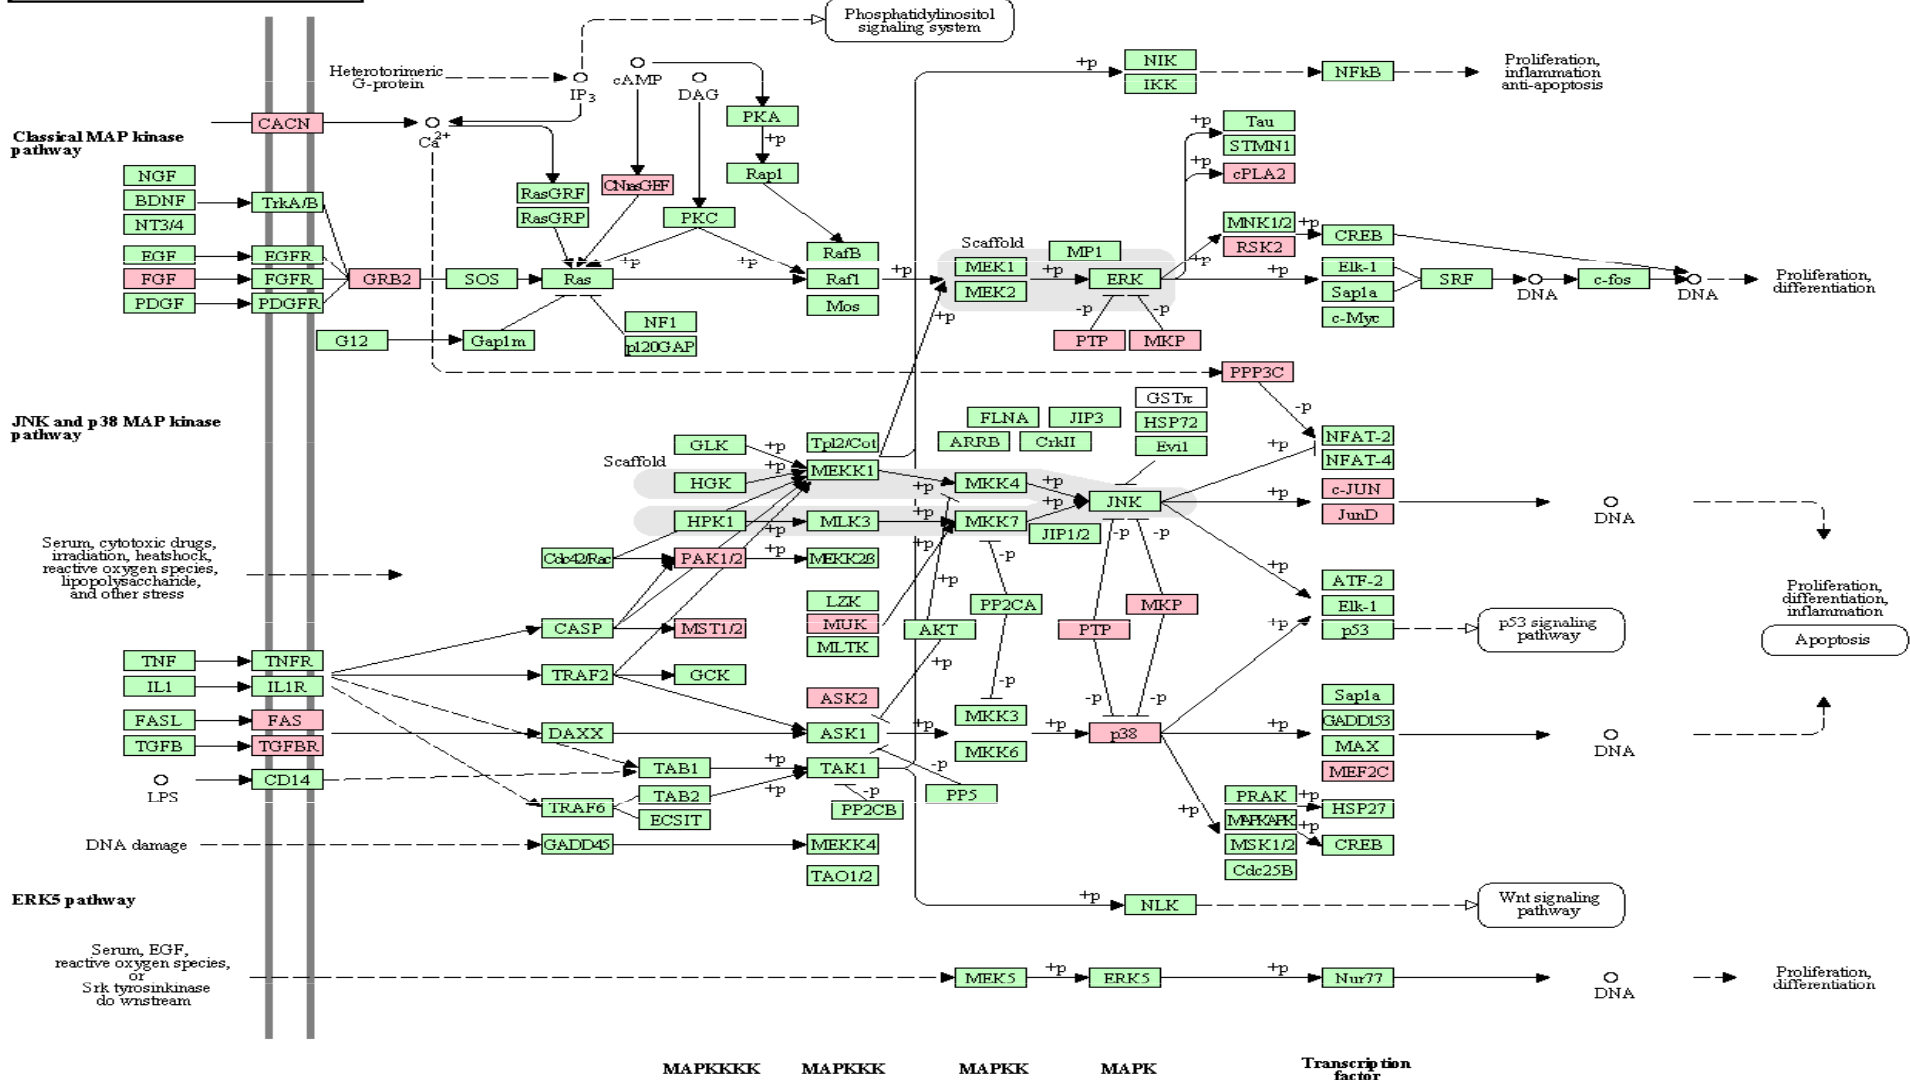 Phosphatidylinositol
signaling system
Heterotorimeric
G-protein
IP3
cAMP
DAG
+p
NIK
IKK
NFkB
Proliferation,
inflammation
anti-apoptosis
CACN
Ca2+
PKA
+p
Classical MAP kinase
pathway
+p
Tau
STMN1
+p
cPLA2
NGF
BDNF
NT3/4
TrkA/B
RasGRF
RasGRP
CNrasGEF
PKC
Rap1
MNK1/2
RSK2
+p
CREB
EGF
FGF
PDGF
EGFR
FGFR
PDGFR
GRB2
SOS
Ras
+p
+p
RafB
Raf1
Mos
+p
Scaffold
MEK1
MEK2
+p
MP1
ERK
+p
+p
Elk-1
Sap1a
c-Myc
SRF
DNA
c-fos
DNA
Proliferation,
differentiation
G12
Gap1m
NF1
p120GAP
+p
-p
-p
PTP
MKP
PPP3C
-p
JNK and p38 MAP kinase
pathway
Scaffold
GLK
HGK
HPK1
+p
+p
+p
Tpl2/Cot
MEKK1
MLK3
FLNA
JIP3
ARRB
CrkII
GSTπ
HSP72
Evi1
NFAT-2
NFAT-4
+p
+p
+p
MKK4
MKK7
+p
+p
JNK
JIP1/2
+p
c-JUN
JunD
DNA
Serum, cytotoxic drugs,
irradiation, heatshock,
reactive oxygen species,
lipopolysaccharide,
and other stress
Cdc42/Rac
PAK1/2
+p
MEKK2/3
-p
-p
-p
+p
+p
ATF-2
Elk-1
p53
Proliferation,
differentiation,
inflammation
CASP
MST1/2
LZK
MUK
MLTK
AKT
PP2CA
PTP
MKP
+p
p53 signaling
pathway
Apoptosis
TNF
IL1
FASL
TGFB
TNFR
IL1R
FAS
TGFBR
TRAF2
GCK
+p
-p
-p
-p
ASK2
ASK1
DAXX
+p
MKK3
MKK6
+p
p38
+p
Sap1a
GADD153
MAX
MEF2C
DNA
LPS
CD14
TAB1
+p
TAK1
-p
PP5
TRAF6
TAB2
ECSIT
+p
-p
PP2CB
+p
PRAK
MAPKAPK
MSK1/2
Cdc25B
+p
+p
HSP27
CREB
DNA damage
GADD45
MEKK4
TAO1/2
ERK5 pathway
+p
NLK
Wnt signaling
pathway
Serum, EGF,
reactive oxygen species,
or
Srk tyrosinkinase
do wnstream
MEK5
+p
ERK5
+p
Nur77
DNA
Proliferation,
differentiation
MAPKKKK
MAPKKK
MAPKK
MAPK
Transcription
factor